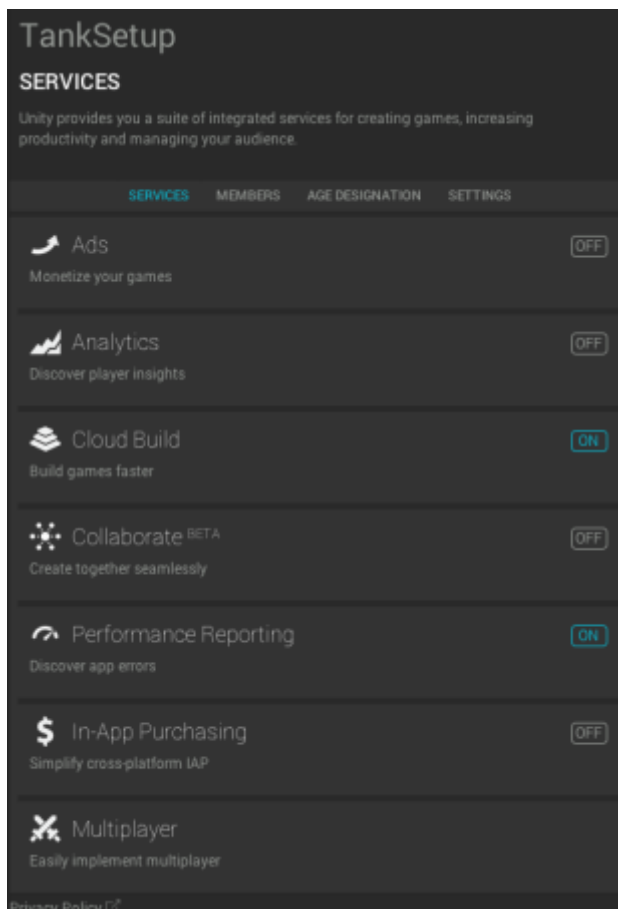 TankSetup
SERVICES
Unity provides you a suite of integrated services for creating games, increasing
productivity and managing your audience.
SERVICES MEMBERS AGE DESIGNATION SETTINGS
Ads OFF
Monetize your games
Analytics OFF
Discover player insights
Cloud Build ON
Build games faster
Collaborate BETA OFF
Create together seamlessly
Performance Reporting ON
Discover app errors
In-App Purchasing OFF
Simplify cross-platform IAP
Multiplayer
Easily implement multiplayer
Privacy Policy